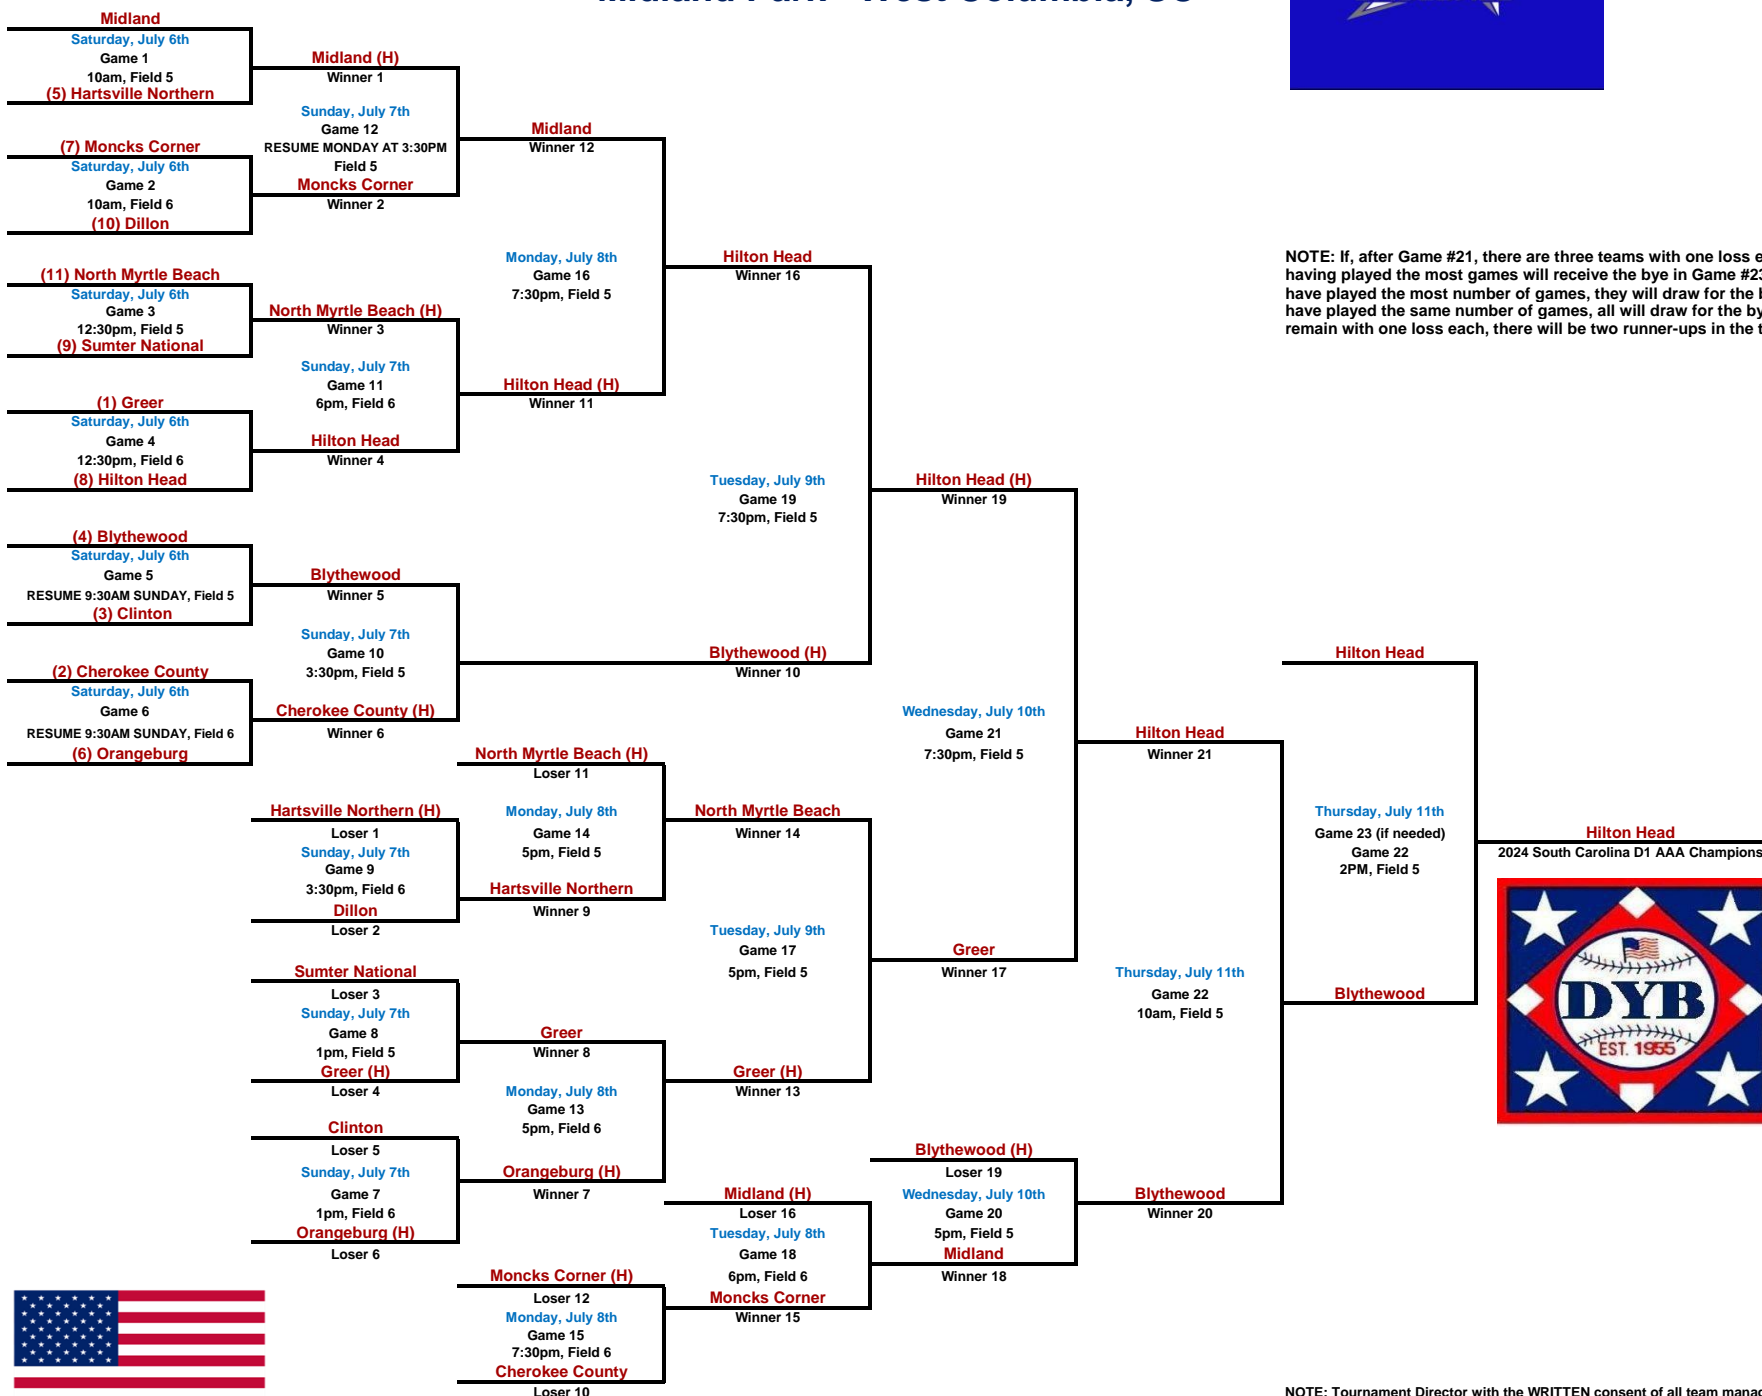 Midland
Saturday, July 6th
Game 1
10am, Field 5
(5) Hartsville Northern
(7) Moncks Corner
Saturday, July 6th
Game 2
10am, Field 6
(10) Dillon
(11) North Myrtle Beach
Saturday, July 6th
Game 3
12:30pm, Field 5
(9) Sumter National
(1) Greer
Saturday, July 6th
Game 4
12:30pm, Field 6
(8) Hilton Head
(4) Blythewood
Saturday, July 6th
Game 5
RESUME 9:30AM SUNDAY, Field 5
(3) Clinton
(2) Cherokee County
Saturday, July 6th
Game 6
RESUME 9:30AM SUNDAY, Field 6
(6) Orangeburg
Midland (H)
Winner 1
Sunday, July 7th
Game 12
RESUME MONDAY AT 3:30PM
Field 5
Moncks Corner
Winner 2
North Myrtle Beach (H)
Winner 3
Sunday, July 7th
Game 11
6pm, Field 6
Hilton Head
Winner 4
Blythewood
Winner 5
Sunday, July 7th
Game 10
3:30pm, Field 5
Cherokee County (H)
Winner 6
Hartsville Northern (H)
Loser 1
Sunday, July 7th
Game 9
3:30pm, Field 6
Dillon
Loser 2
Sumter National
Loser 3
Sunday, July 7th
Game 8
1pm, Field 5
Greer (H)
Loser 4
Clinton
Loser 5
Sunday, July 7th
Game 7
1pm, Field 6
Orangeburg (H)
Loser 6
Midland
Winner 12
Monday, July 8th
Game 16
7:30pm, Field 5
Hilton Head (H)
Winner 11
North Myrtle Beach (H)
Loser 11
Monday, July 8th
Game 14
5pm, Field 5
Hartsville Northern
Winner 9
Greer
Winner 8
Monday, July 8th
Game 13
5pm, Field 6
Orangeburg (H)
Winner 7
Moncks Corner (H)
Loser 12
Monday, July 8th
Game 15
7:30pm, Field 6
Cherokee County
Loser 10
Hilton Head
Winner 16
Tuesday, July 9th
Game 19
7:30pm, Field 5
Blythewood (H)
Winner 10
North Myrtle Beach
Winner 14
Tuesday, July 9th
Game 17
5pm, Field 5
Greer (H)
Winner 13
Midland (H)
Loser 16
Tuesday, July 8th
Game 18
6pm, Field 6
Moncks Corner
Winner 15
Hilton Head (H)
Winner 19
Wednesday, July 10th
Game 21
7:30pm, Field 5
Greer
Winner 17
Blythewood (H)
Loser 19
Wednesday, July 10th
Game 20
5pm, Field 5
Midland
Winner 18
Hilton Head
Winner 21
Thursday, July 11th
Game 22
10am, Field 5
Blythewood
Winner 20
Hilton Head
Thursday, July 11th
Game 23 (if needed)
Game 22
2PM, Field 5
Blythewood
Hilton Head
2024 South Carolina D1 AAA Champions
DYB
EST. 1955
NOTE: If, after Game #21, there are three teams with one loss
having played the most games will receive the bye in Game #23
have played the most number of games, they will draw for the
have played the same number of games, all will draw for the
remain with one loss each, there will be two runner-ups in the
NOTE: Tournament Director with the WRITTEN consent of all team